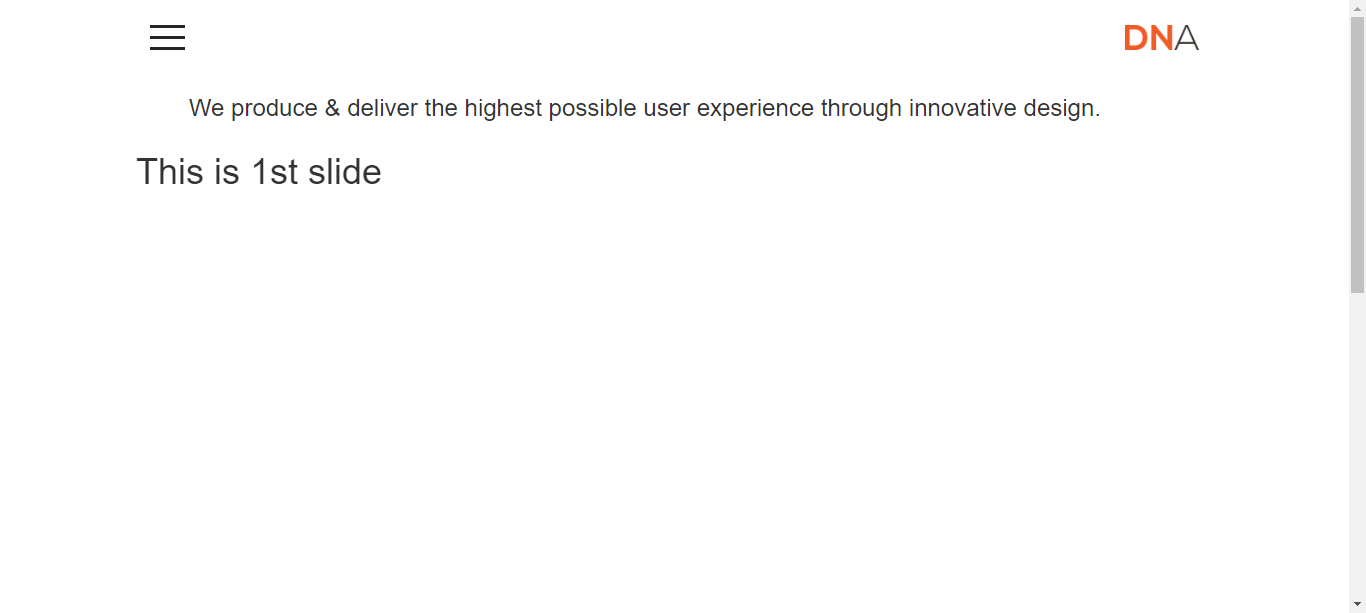 DNA
We produce & deliver the highest possible user experience through innovative design.
This is 1st slide